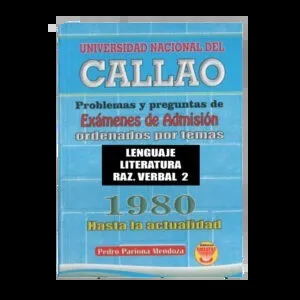 UNIVERSIDAD NACIONAL DEL
CALLAO
Problemas y preguntas de
Exámenes de Admisión
ordenados por temas
LENGUAJE
LITERATURA
RAZ. VERBAL 2
1980
Hasta la actualidad
Pedro Pariona Mendoza